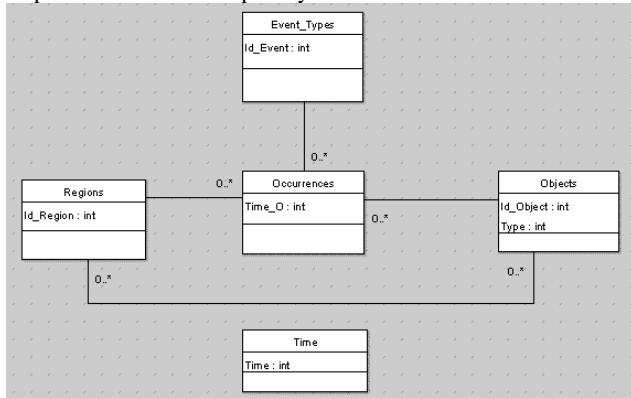 Event_Types
Id_Event : int
0..*
Regions
Id_Region : int
0..*
Occurrences
Time_O : int
0..*
Objects
Id_Object : int
Type : int
0..*
0..*
Time
Time : int